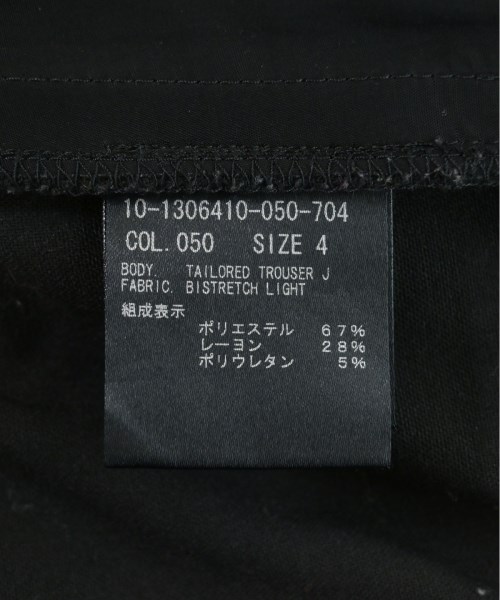 10-1306410-050-704
COL. 050 SIZE 4
BODY. TAILORED TROUSER J
FABRIC. BISTRETCH LIGHT
組成表示
ポリエステル 67%
レーヨン 28%
ポリウレタン 5%